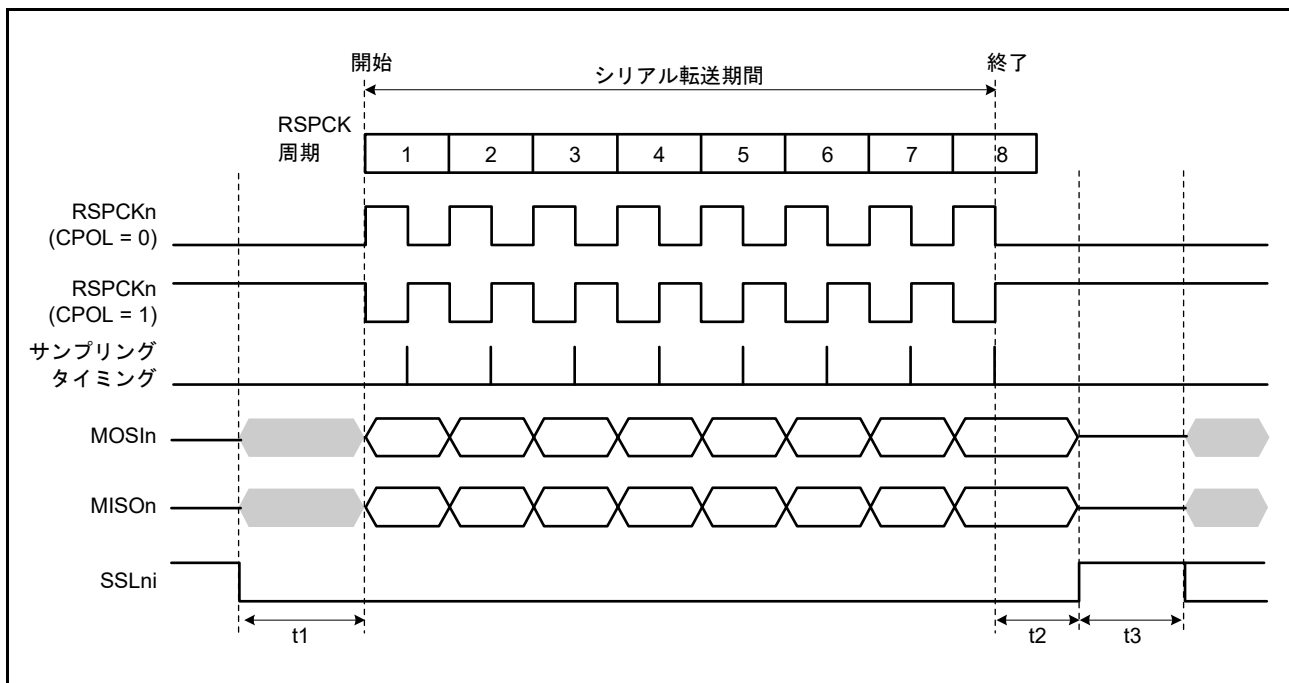 開始
シリアル転送期間
終了
RSPCK
周期
1 2 3 4 5 6 7 8
RSPCKn
(CPOL = 0)
RSPCKn
(CPOL = 1)
サンプリング
タイミング
MOSIn
MISOn
SSLni
t1
t2
t3